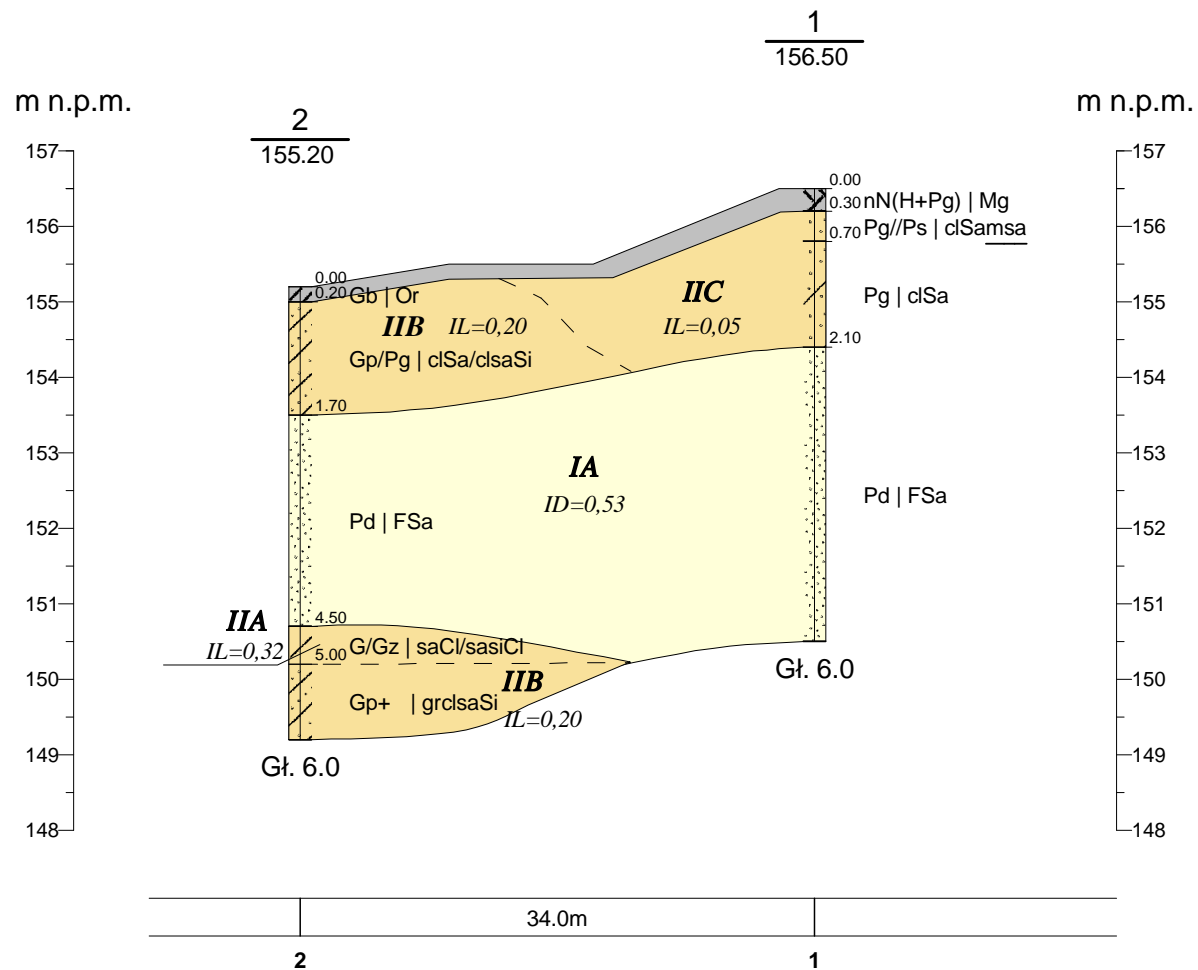 1
156.50
m n.p.m.
m n.p.m.
2
155.20
157
157
0.00
0.30 nN(H+Pg) | Mg
156
0.70 Pg//Ps | clSamsa
156
0.00
0.20 Gb | Or
IIC
Pg | clSa
155
155
IIB IL=0,20
IL=0,05
Gp/Pg | clSa/clsaSi
2.10
154
154
1.70
153
153
IA
ID=0,53
Pd | FSa
Pd | FSa
152
152
151
151
IIA
4.50
IL=0,32
G/Gz | saCl/sasiCl
5.00
150
Gł. 6.0
150
IIB
Gp+ | grclsaSi
IL=0,20
149
149
Gł. 6.0
148
148
34.0m
2
1